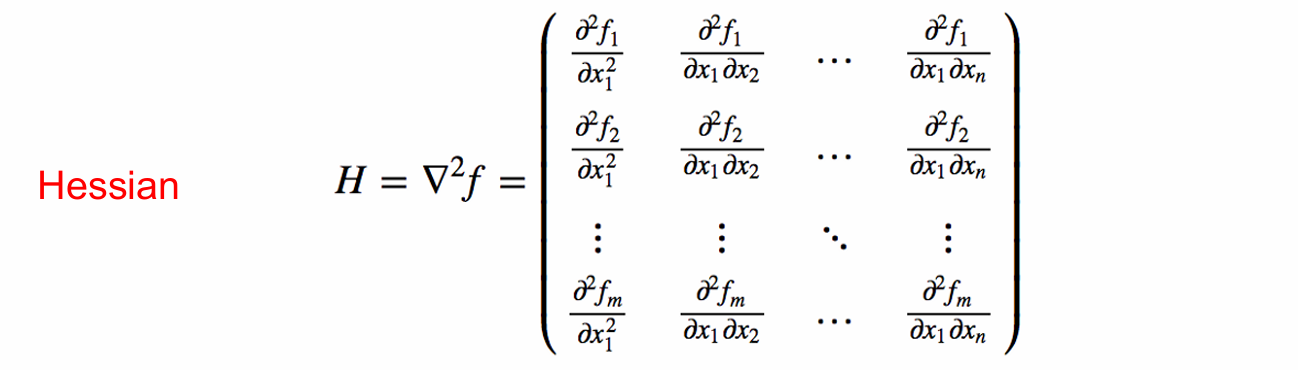 Hessian
H = ∇²f = ( ∂²f₁/∂x₁² ∂²f₁/∂x₁∂x₂ … ∂²f₁/∂x₁∂xₙ
∂²f₂/∂x₁² ∂²f₂/∂x₁∂x₂ … ∂²f₂/∂x₁∂xₙ
⋮ ⋮ ⋱ ⋮
∂²fₘ/∂x₁² ∂²fₘ/∂x₁∂x₂ … ∂²fₘ/∂x₁∂xₙ )